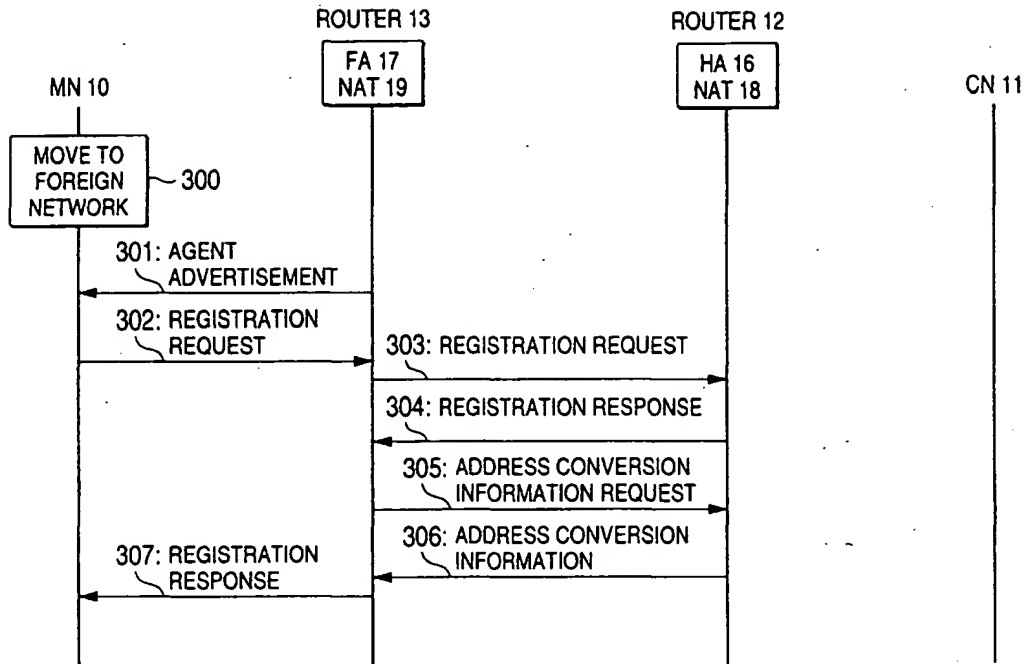 ROUTER 13
ROUTER 12
FA 17
NAT 19
HA 16
NAT 18
MN 10
CN 11
MOVE TO
FOREIGN
NETWORK
300
301: AGENT
ADVERTISEMENT
302: REGISTRATION
REQUEST
303: REGISTRATION REQUEST
304: REGISTRATION RESPONSE
305: ADDRESS CONVERSION
INFORMATION REQUEST
306: ADDRESS CONVERSION
INFORMATION
307: REGISTRATION
RESPONSE